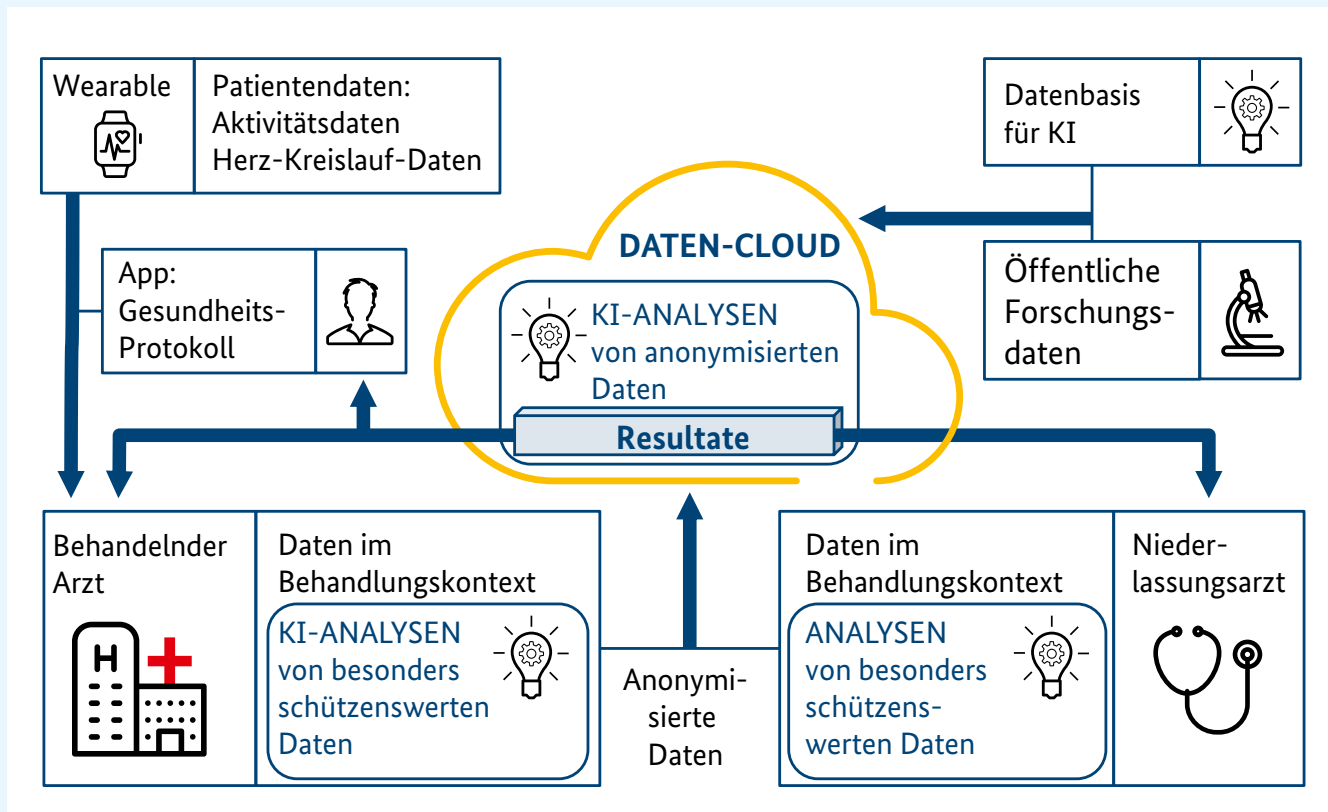 Wearable
Patientendaten:
Aktivitätsdaten
Herz-Kreislauf-Daten
Datenbasis
für KI
App:
Gesundheits-
Protokoll
DATEN-CLOUD
KI-ANALYSEN
von anonymisierten
Daten
Resultate
Öffentliche
Forschungs-
daten
Behandelnder
Arzt
H
Daten im
Behandlungskontext
KI-ANALYSEN
von besonders
schützenswerten
Daten
Anonymi-
sierte
Daten
Daten im
Behandlungskontext
ANALYSEN
von besonders
schützens-
werten Daten
Nieder-
lassungsarzt